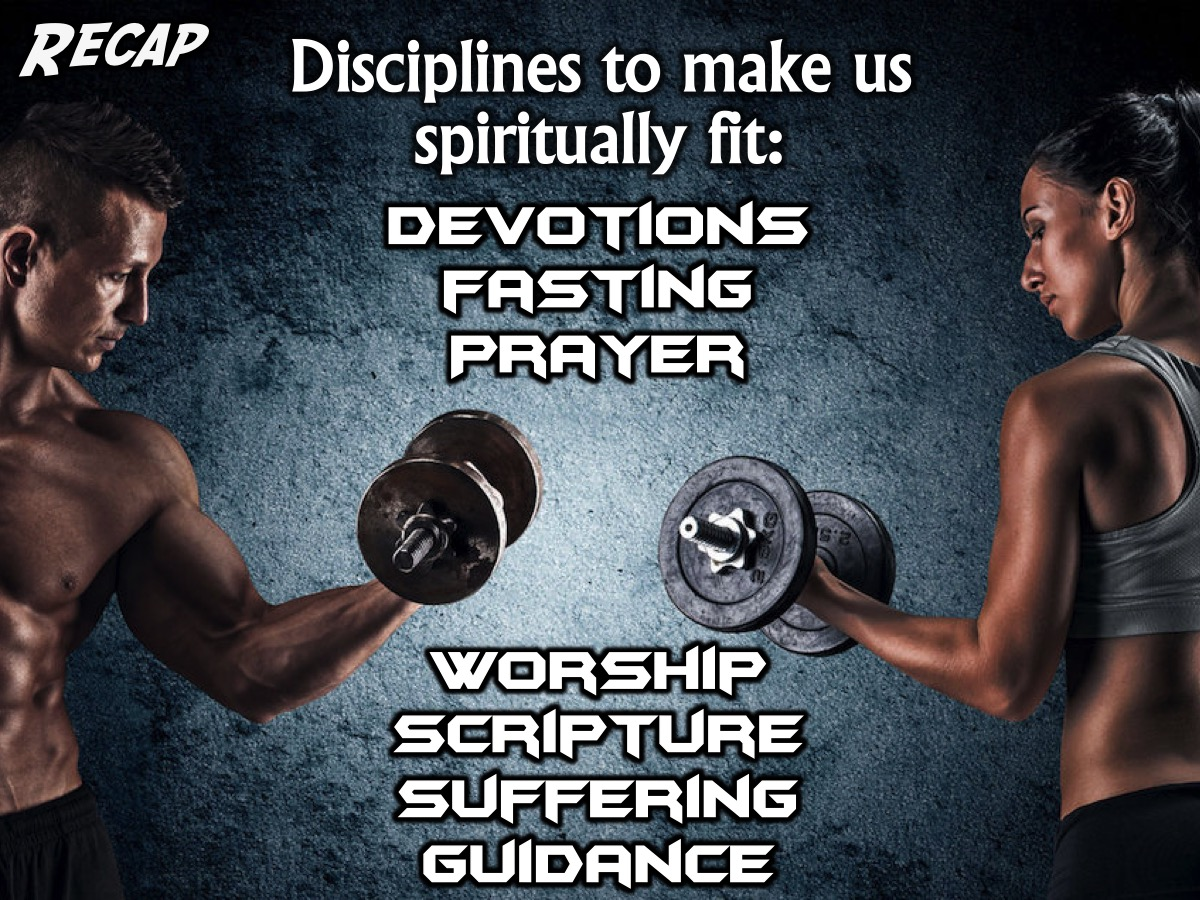 RECAP
Disciplines to make us
spiritually fit:
DEVOTIONS
FASTING
PRAYER
WORSHIP
SCRIPTURE
SUFFERING
GUIDANCE